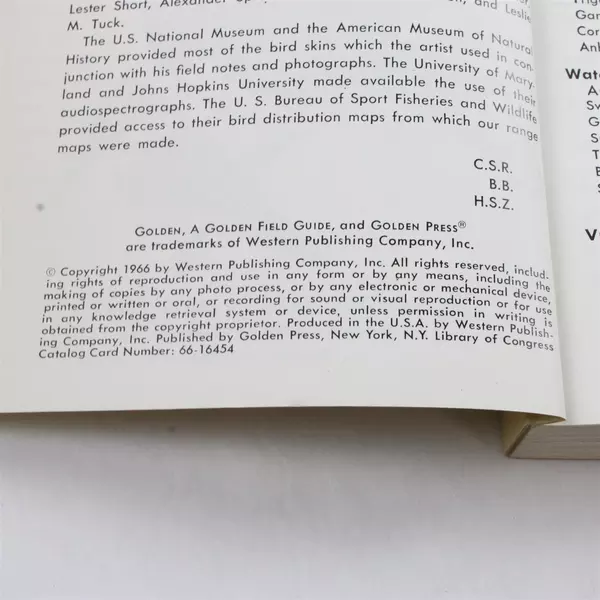 Lester Short, and Leslie
M. Tuck.
The U.S. National Museum and the American Museum of Natural
History provided most of the bird skins which the artist used in con-
junction with his field notes and photographs. The University of Mary-
land and Johns Hopkins University made available the use of their
audiospectrographs. The U. S. Bureau of Sport Fisheries and Wildlife
provided access to their bird distribution maps from which our range
maps were made.
C.S.R.
B.B.
H.S.Z.
GOLDEN, A GOLDEN FIELD GUIDE, and GOLDEN PRESS®
are trademarks of Western Publishing Company, Inc.
© Copyright 1966 by Western Publishing Company, Inc. All rights reserved, includ-
ing rights of reproduction and use in any form or by any means, including the
making of copies by any photo process, or by any electronic or mechanical device,
printed or written or oral, or recording for sound or visual reproduction or for use
in any knowledge retrieval system or device, unless permission in writing is
obtained from the copyright proprietor. Produced in the U.S.A. by Western Publish-
ing Company, Inc. Published by Golden Press, New York, N.Y. Library of Congress
Catalog Card Number: 66-16454
Gar
Cor
Anh
Wat
A
Sw
G
S
T